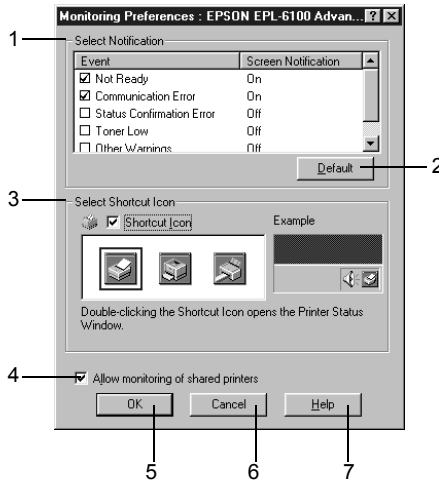 Monitoring Preferences : EPSON EPL-6100 Advan... ? X
1
Select Notification
Event Screen Notification
Not Ready On
Communication Error On
Status Confirmation Error Off
Toner Low Off
Other Warnings Off
Default 2
3
Select Shortcut Icon
Shortcut Icon Example
Double-clicking the Shortcut Icon opens the Printer Status
Window.
4 Allow monitoring of shared printers
OK Cancel Help
5 6 7